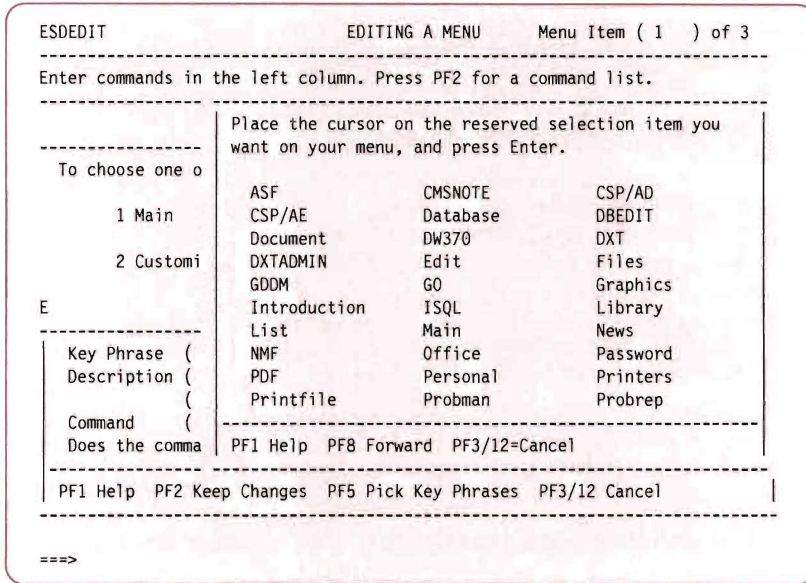 ESDEDIT EDITING A MENU Menu Item ( 1 ) of 3
Enter commands in the left column. Press PF2 for a command list.
Place the cursor on the reserved selection item you
want on your menu, and press Enter.
To choose one o
ASF CMSNOTE CSP/AD
1 Main CSP/AE Database DBEDIT
Document DW370 DXT
2 Customi DXTADMIN Edit Files
GDDM GO Graphics
E Introduction ISQL Library
List Main News
Key Phrase ( NMF Office Password
Description ( PDF Personal Printers
( Printfile Probman Probrep
Command (
Does the comma PF1 Help PF8 Forward PF3/12=Cancel
PF1 Help PF2 Keep Changes PF5 Pick Key Phrases PF3/12 Cancel
===>